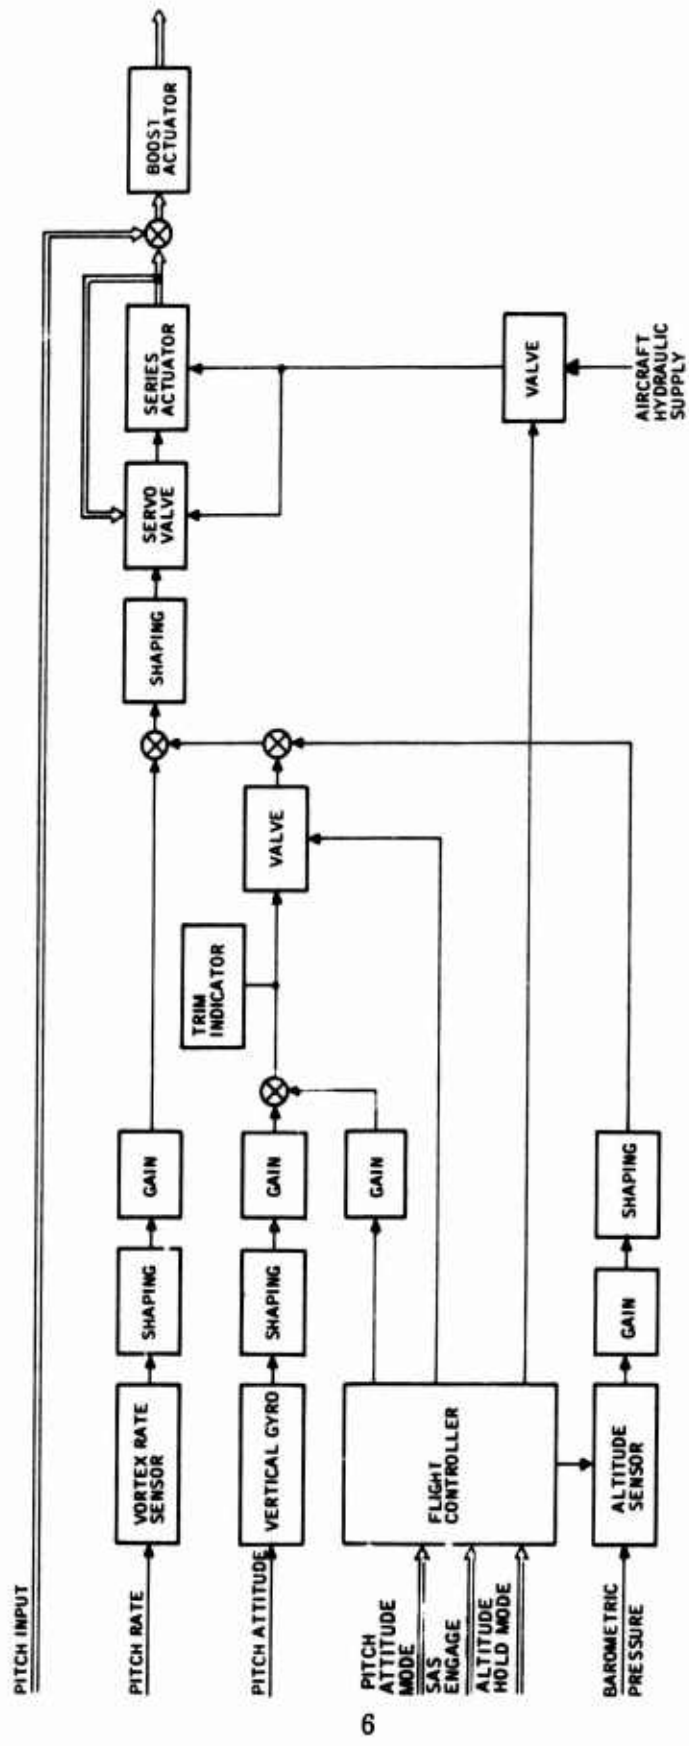 PITCH INPUT
PITCH RATE
VORTEX RATE
SENSOR
SHAPING
GAIN
SHAPING
SERVO
VALVE
SERIES
ACTUATOR
BOOST
ACTUATOR
PITCH ATTITUDE
VERTICAL GYRO
SHAPING
GAIN
TRIM
INDICATOR
VALVE
PITCH
ATTITUDE
MODE
SAS
ENGAGE
ALTITUDE
HOLD MODE
FLIGHT
CONTROLLER
GAIN
VALVE
AIRCRAFT
HYDRAULIC
SUPPLY
BAROMETRIC
PRESSURE
ALTITUDE
SENSOR
GAIN
SHAPING
6